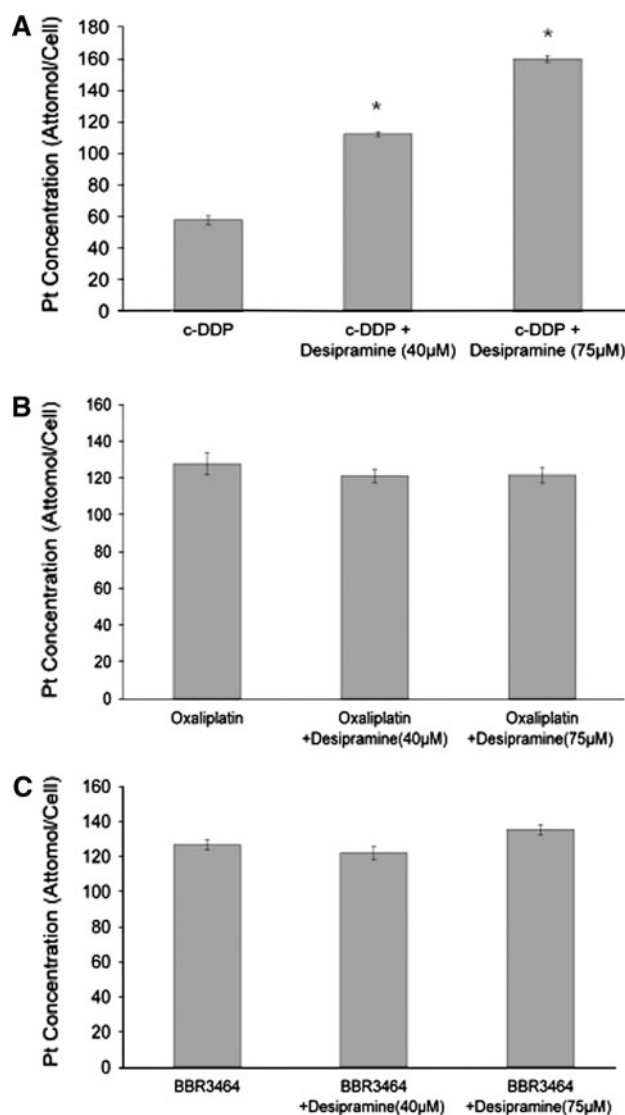 A
Pt Concentration (Attomol/Cell)
180
160
140
120
100
80
60
40
20
0
*
*
c-DDP
c-DDP +
Desipramine (40µM)
c-DDP +
Desipramine (75µM)
B
Pt Concentration (Attomol/Cell)
160
140
120
100
80
60
40
20
0
Oxaliplatin
Oxaliplatin
+Desipramine(40µM)
Oxaliplatin
+Desipramine(75µM)
C
Pt Concentration (Attomol/Cell)
160
140
120
100
80
60
40
20
0
BBR3464
BBR3464
+Desipramine(40µM)
BBR3464
+Desipramine(75µM)